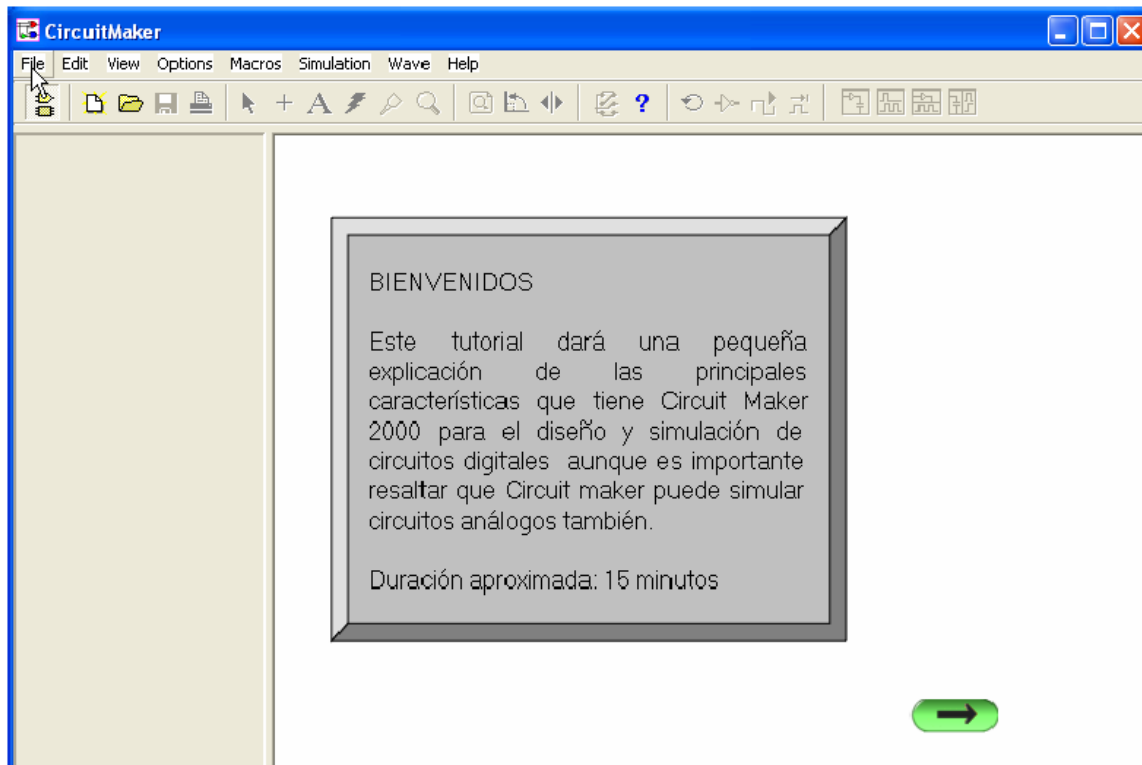 CircuitMaker
File Edit View Options Macros Simulation Wave Help
BIENVENIDOS
Este tutorial dará una pequeña
explicación de las principales
características que tiene Circuit Maker
2000 para el diseño y simulación de
circuitos digitales aunque es importante
resaltar que Circuit maker puede simular
circuitos análogos también.
Duración aproximada: 15 minutos